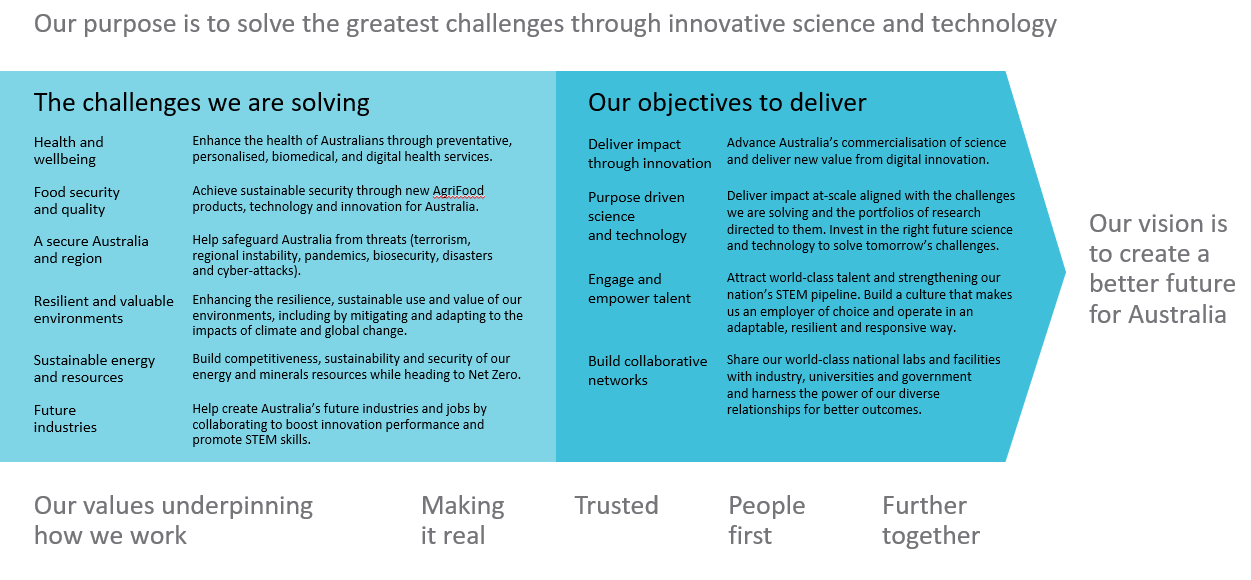 Our purpose is to solve the greatest challenges through innovative science and technology
The challenges we are solving
Health and
wellbeing
Enhance the health of Australians through preventative,
personalised, biomedical, and digital health services.
Food security
and quality
Achieve sustainable security through new AgriFood
products, technology and innovation for Australia.
A secure Australia
and region
Help safeguard Australia from threats (terrorism,
regional instability, pandemics, biosecurity, disasters
and cyber-attacks).
Resilient and valuable
environments
Enhancing the resilience, sustainable use and value of our
environments, including by mitigating and adapting to the
impacts of climate and global change.
Sustainable energy
and resources
Build competitiveness, sustainability and security of our
energy and minerals resources while heading to Net Zero.
Future
industries
Help create Australia’s future industries and jobs by
collaborating to boost innovation performance and
promote STEM skills.
Our objectives to deliver
Deliver impact
through innovation
Advance Australia’s commercialisation of science
and deliver new value from digital innovation.
Purpose driven
science
and technology
Deliver impact at-scale aligned with the challenges
we are solving and the portfolios of research
directed to them. Invest in the right future science
and technology to solve tomorrow’s challenges.
Engage and
empower talent
Attract world-class talent and strengthening our
nation’s STEM pipeline. Build a culture that makes
us an employer of choice and operate in an
adaptable, resilient and responsive way.
Build collaborative
networks
Share our world-class national labs and facilities
with industry, universities and government
and harness the power of our diverse
relationships for better outcomes.
Our vision is
to create a
better future
for Australia
Our values underpinning
how we work
Making
it real
Trusted
People
first
Further
together